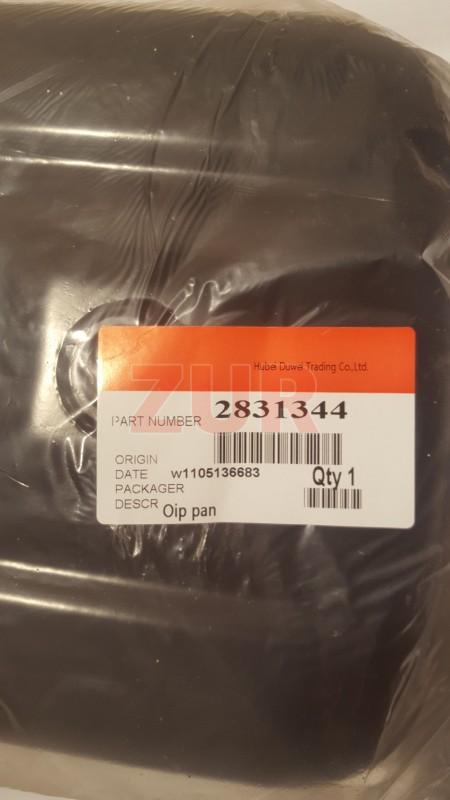 Hubei Duwei Trading Co.,Ltd.
ZUR
PART NUMBER 2831344
ORIGIN
DATE w1105136683
PACKAGER
Qty 1
DESCR Oip pan